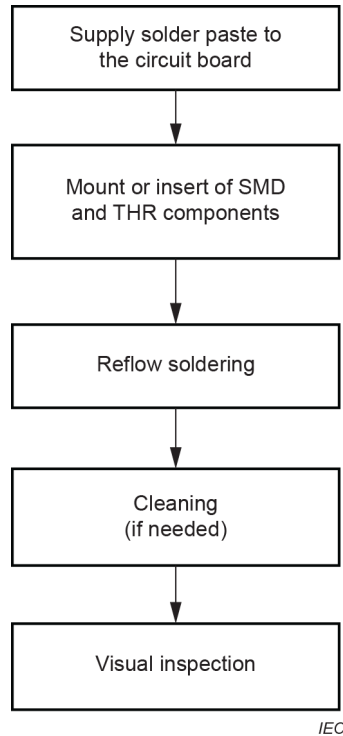 Supply solder paste to
the circuit board
Mount or insert of SMD
and THR components
Reflow soldering
Cleaning
(if needed)
Visual inspection
IEC